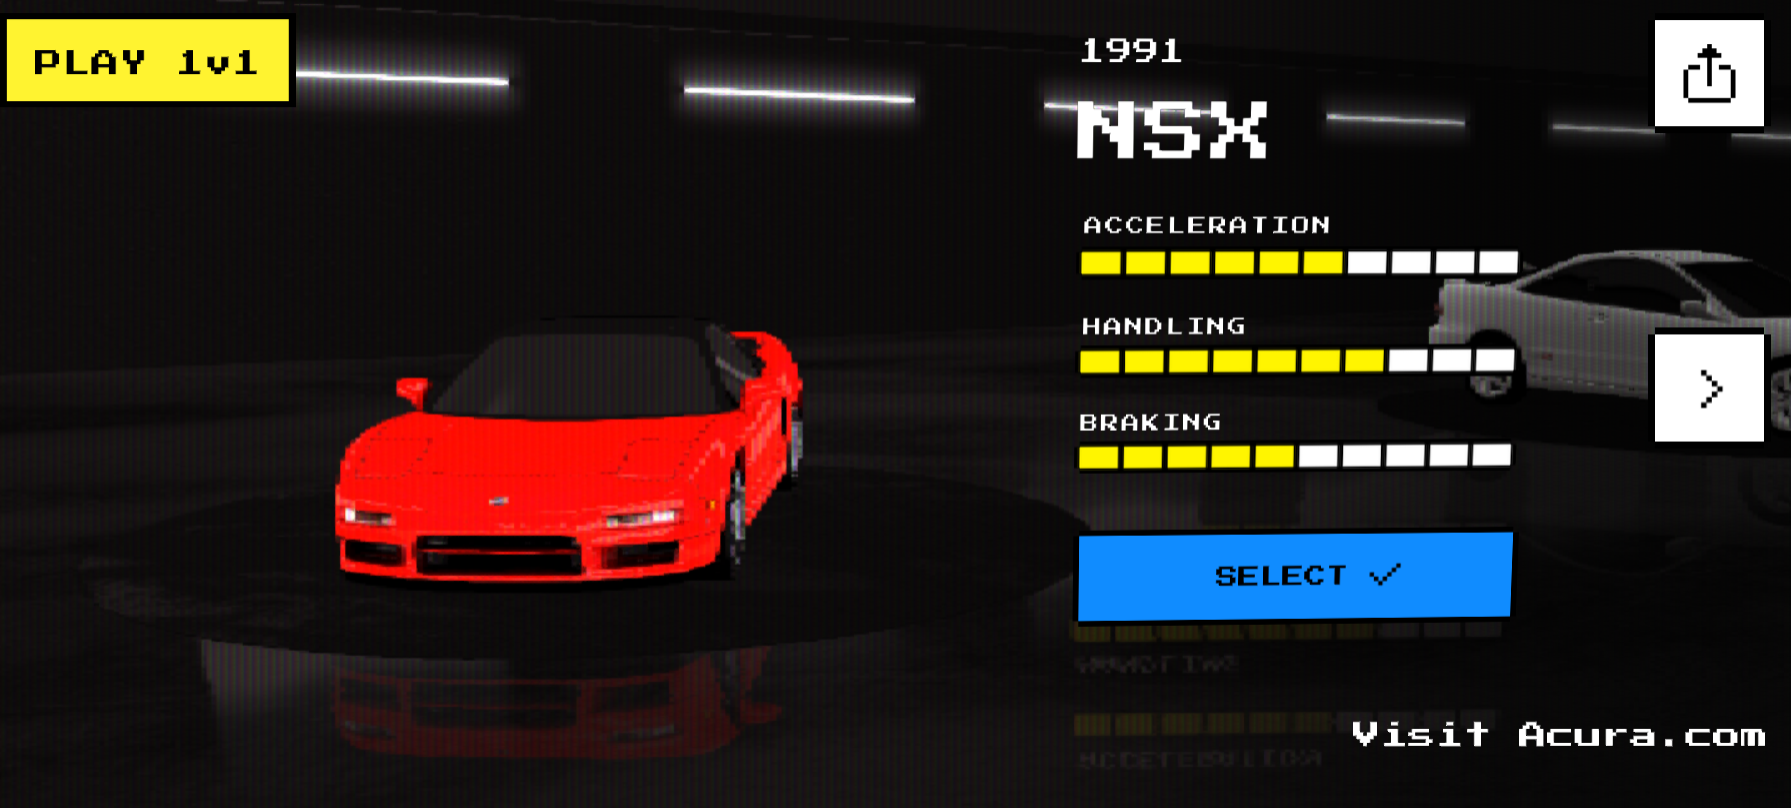 PLAY 1v1
1991
NSX
ACCELERATION
HANDLING
BRAKING
SELECT
Visit Acura.com